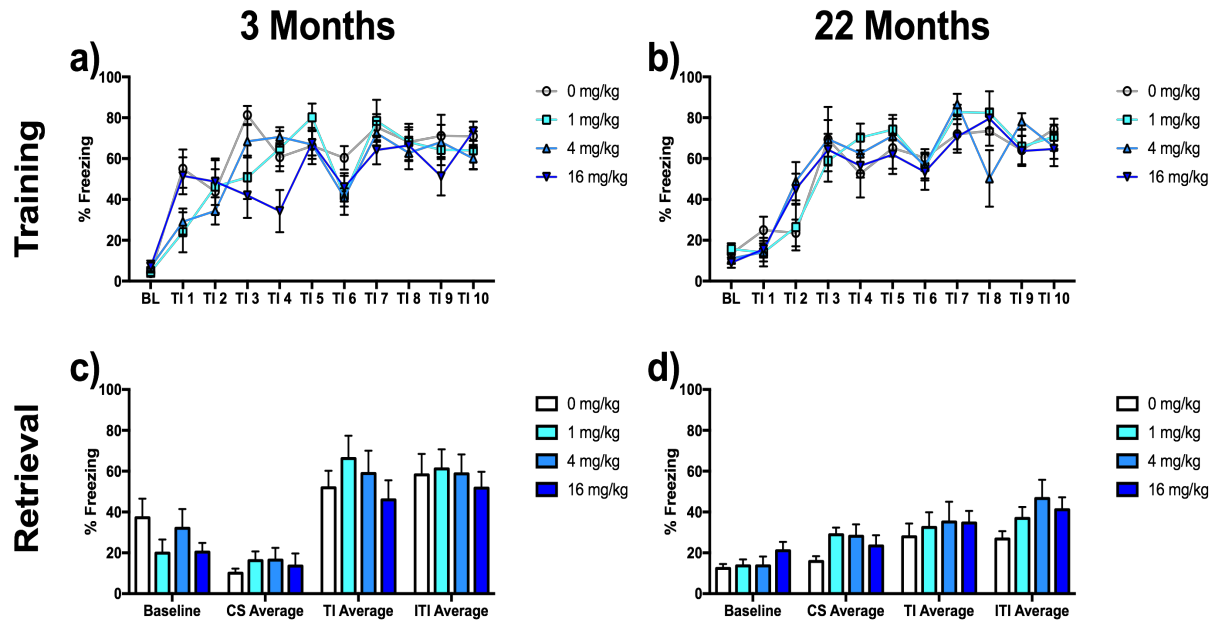 3 Months
22 Months
Training
Retrieval
a)
% Freezing
100
80
60
40
20
0
BL TI 1 TI 2 TI 3 TI 4 TI 5 TI 6 TI 7 TI 8 TI 9 TI 10
0 mg/kg
1 mg/kg
4 mg/kg
16 mg/kg
b)
% Freezing
100
80
60
40
20
0
BL TI 1 TI 2 TI 3 TI 4 TI 5 TI 6 TI 7 TI 8 TI 9 TI 10
0 mg/kg
1 mg/kg
4 mg/kg
16 mg/kg
c)
% Freezing
100
80
60
40
20
0
Baseline CS Average TI Average ITI Average
0 mg/kg
1 mg/kg
4 mg/kg
16 mg/kg
d)
% Freezing
100
80
60
40
20
0
Baseline CS Average TI Average ITI Average
0 mg/kg
1 mg/kg
4 mg/kg
16 mg/kg